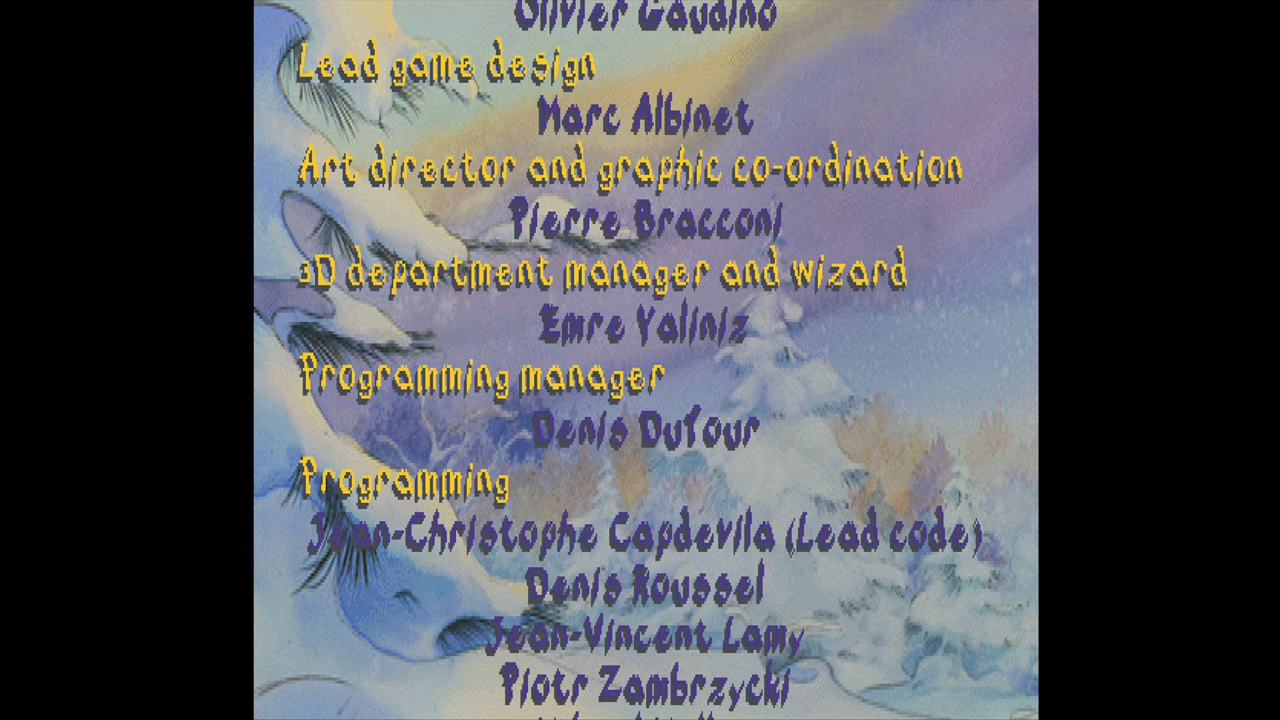 Olivier Gaudino
Lead game design
Marc Albinet
Art director and graphic co-ordination
Pierre Bracconi
3D department manager and wizard
Emre Yaliniz
Programming manager
Denis Dufour
Programming
Jean-Christophe Capdevila (Lead code)
Denis Roussel
Jean-Vincent Lamy
Piotr Zambrzycki